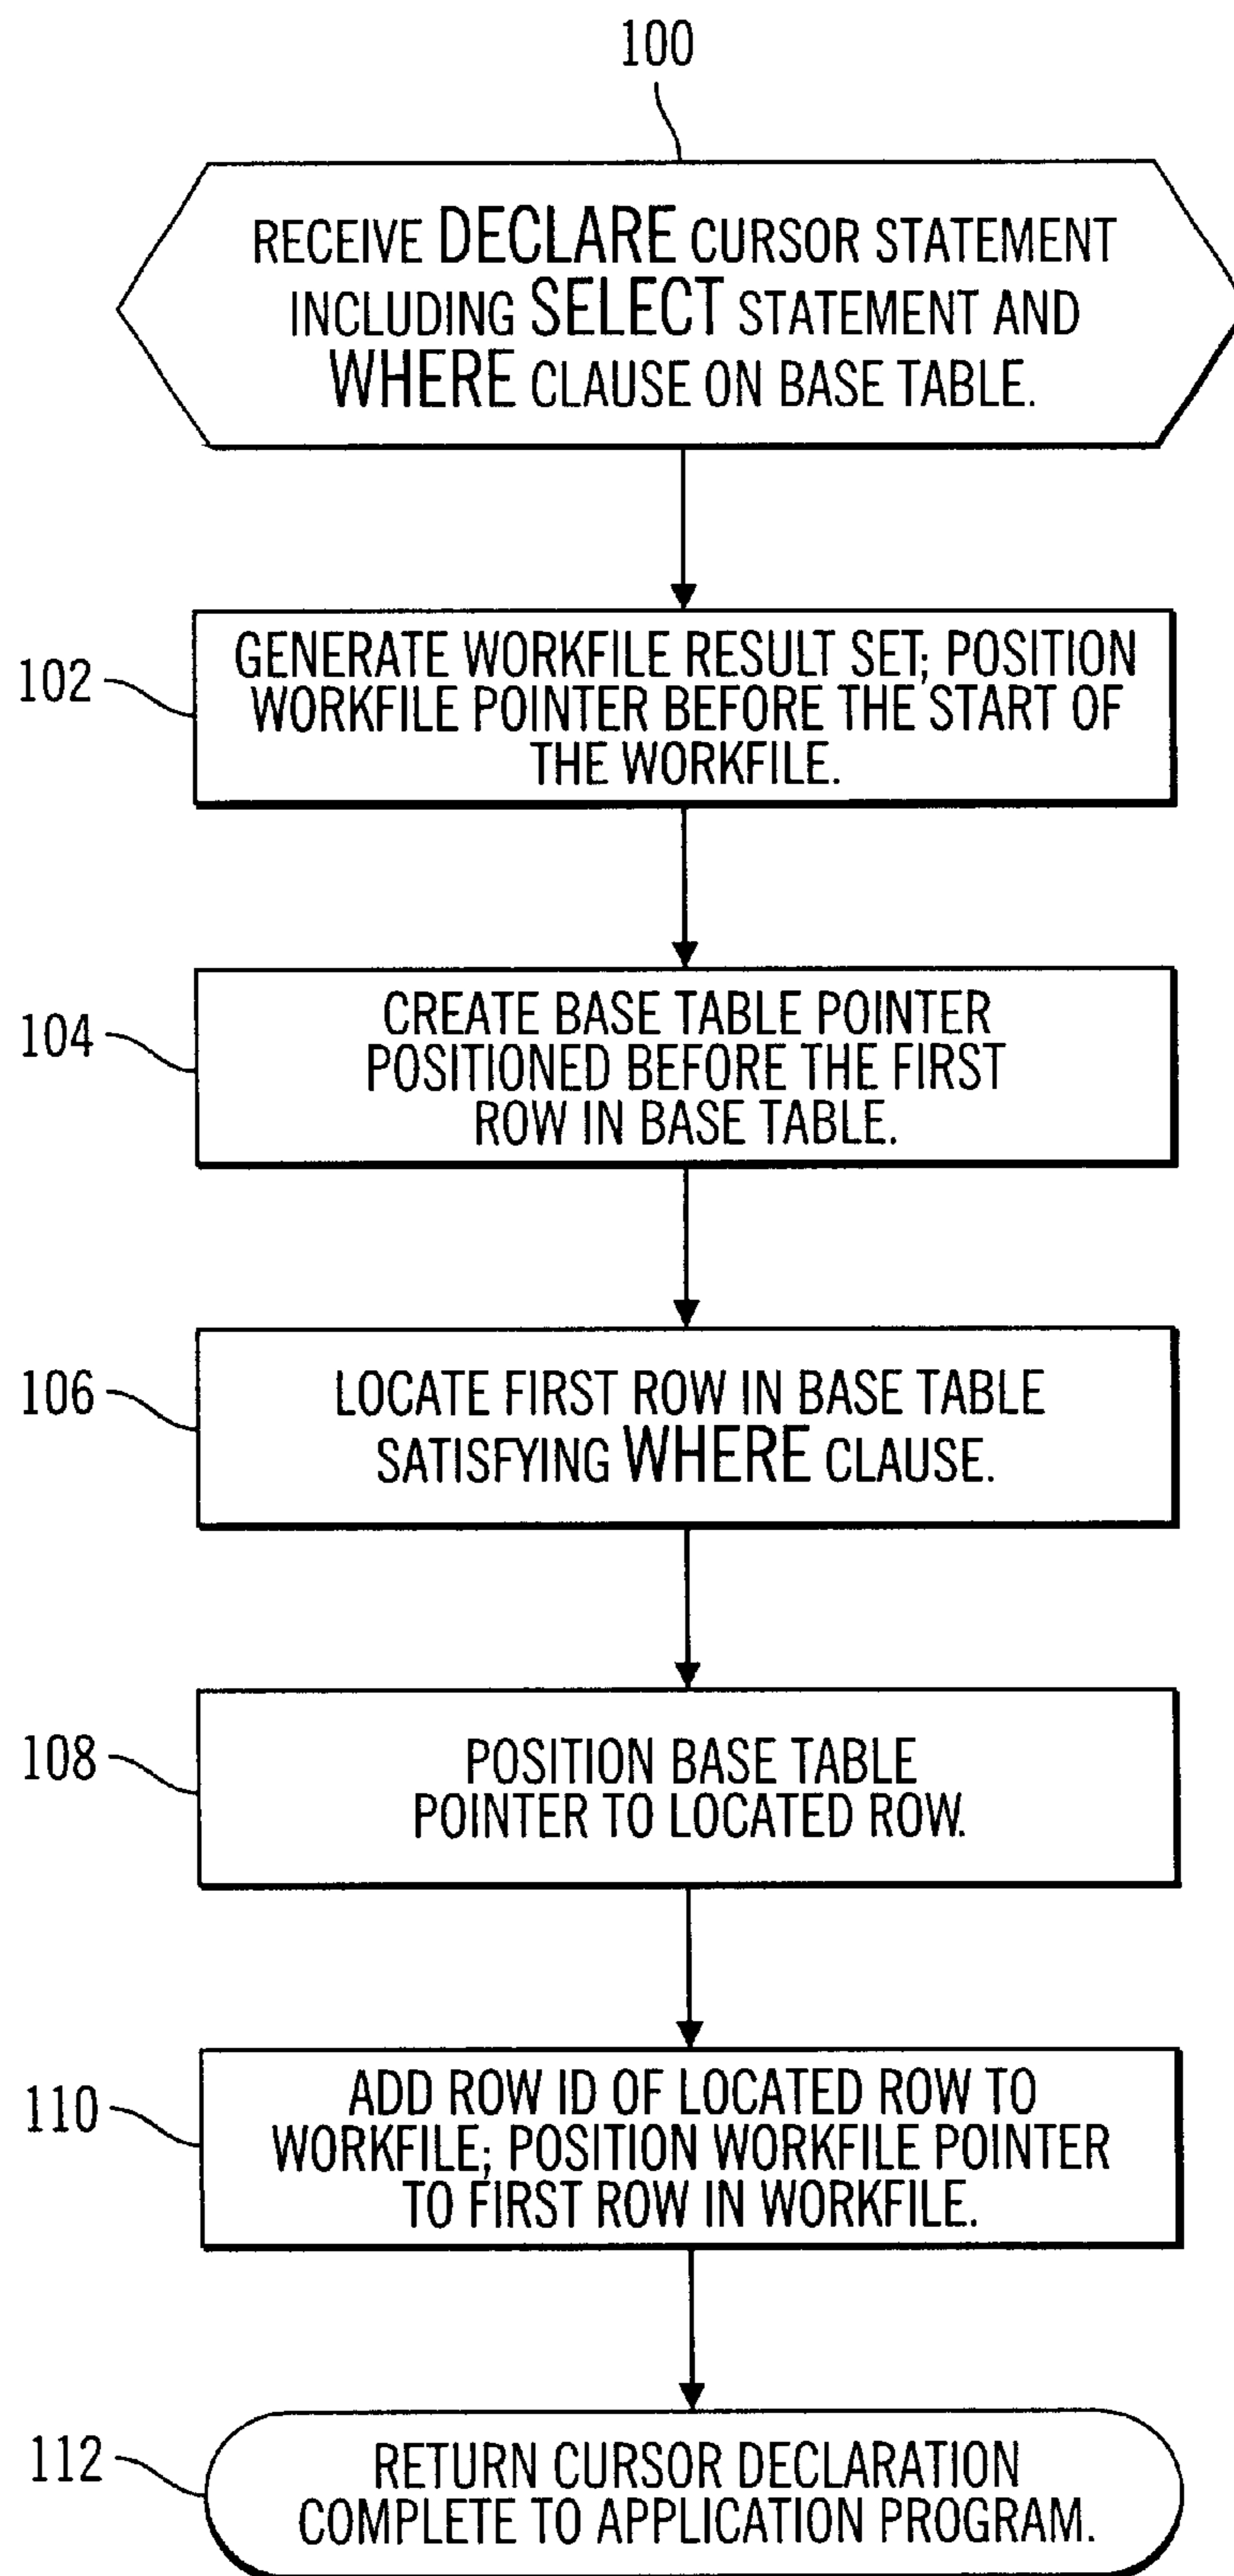 100
RECEIVE DECLARE CURSOR STATEMENT
INCLUDING SELECT STATEMENT AND
WHERE CLAUSE ON BASE TABLE.
102
GENERATE WORKFILE RESULT SET; POSITION
WORKFILE POINTER BEFORE THE START OF
THE WORKFILE.
104
CREATE BASE TABLE POINTER
POSITIONED BEFORE THE FIRST
ROW IN BASE TABLE.
106
LOCATE FIRST ROW IN BASE TABLE
SATISFYING WHERE CLAUSE.
108
POSITION BASE TABLE
POINTER TO LOCATED ROW.
110
ADD ROW ID OF LOCATED ROW TO
WORKFILE; POSITION WORKFILE POINTER
TO FIRST ROW IN WORKFILE.
112
RETURN CURSOR DECLARATION
COMPLETE TO APPLICATION PROGRAM.